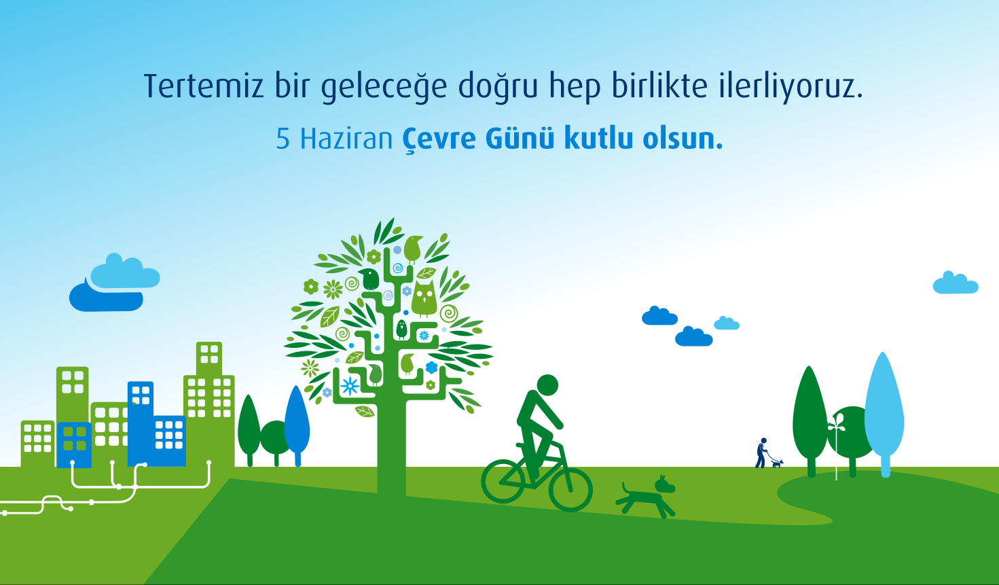 Tertemiz bir geleceğe doğru hep birlikte ilerliyoruz.
5 Haziran Çevre Günü kutlu olsun.